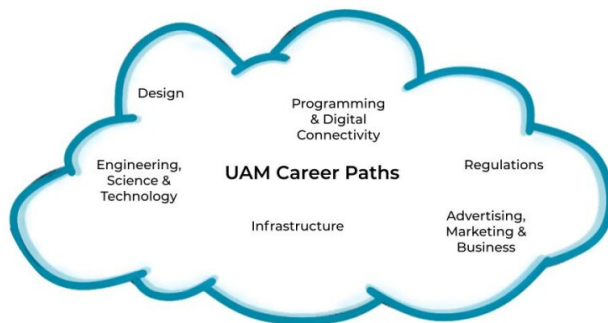 Design
Programming
& Digital
Connectivity
Engineering,
Science &
Technology
UAM Career Paths
Regulations
Infrastructure
Advertising,
Marketing &
Business